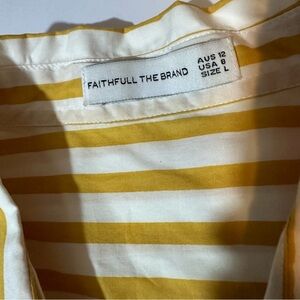 FAITHFULL THE BRAND
AUS 12
USA 8
SIZE L